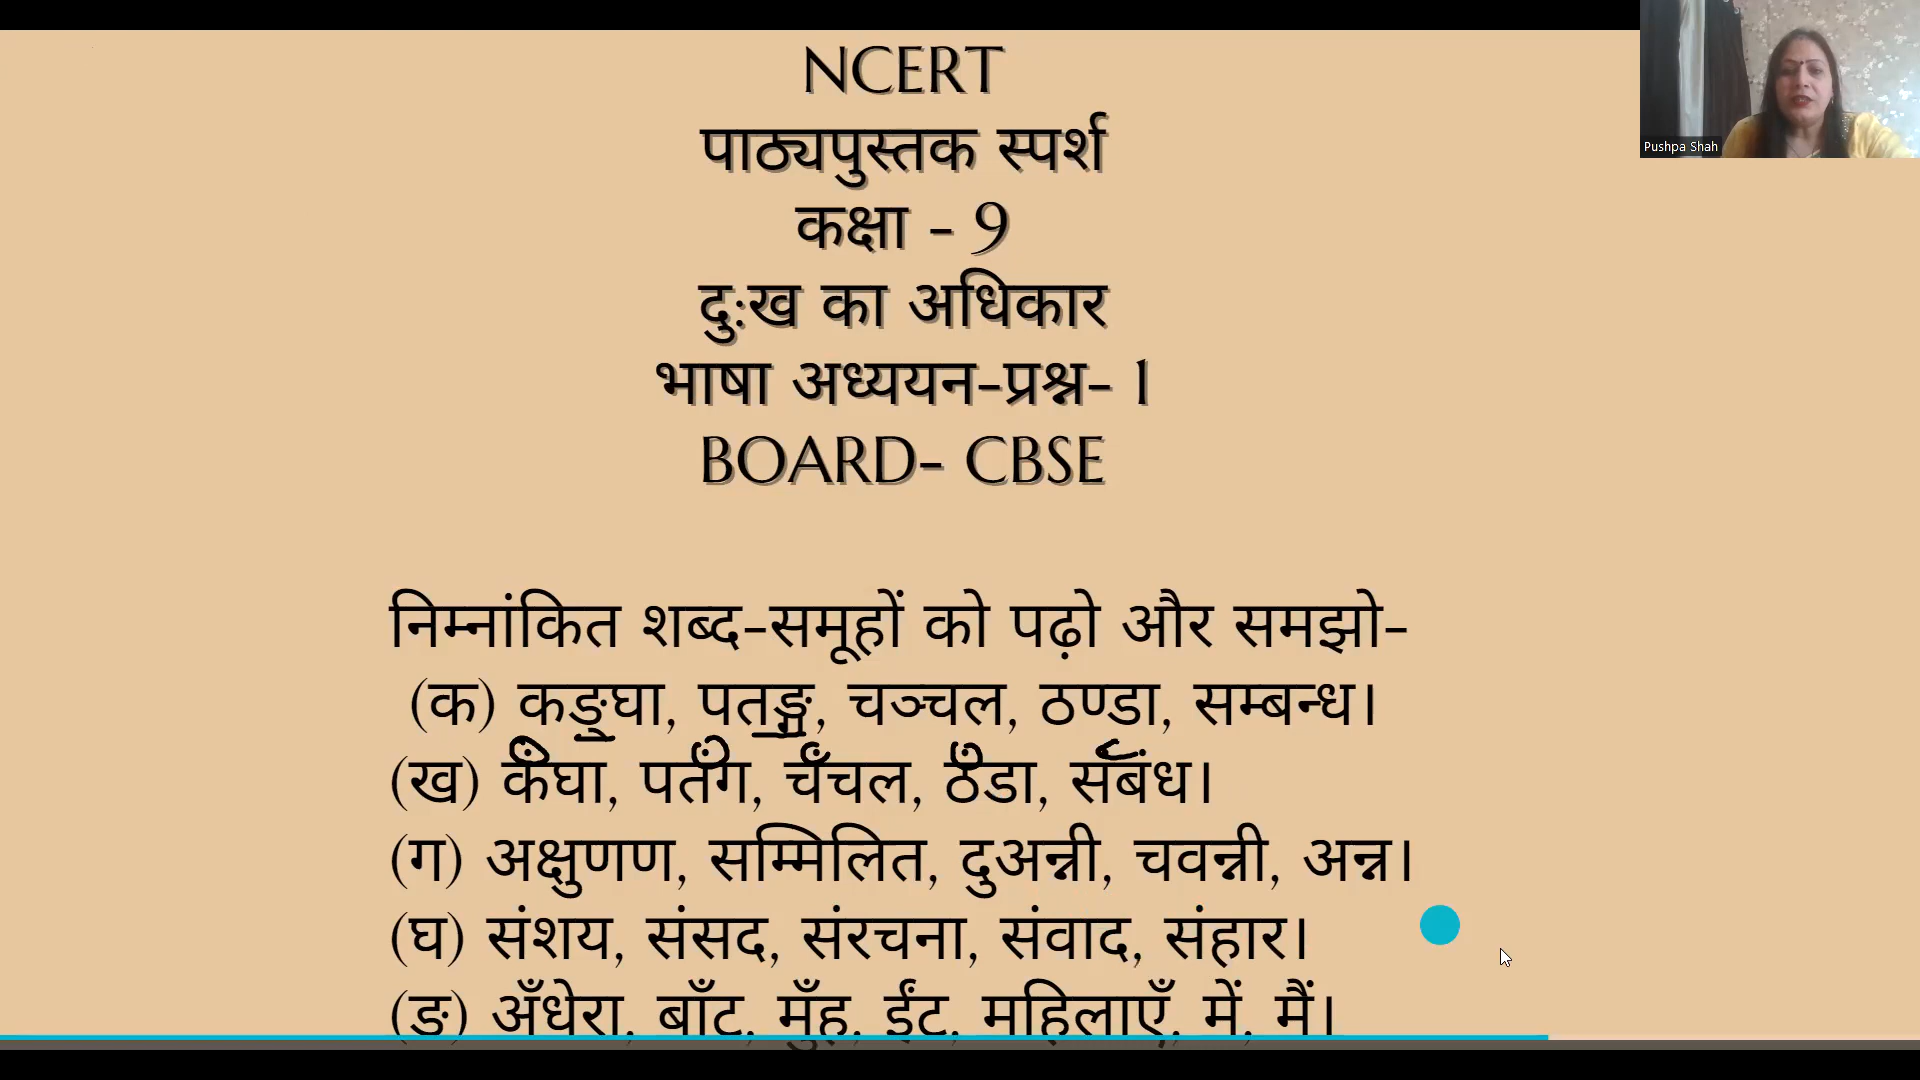 NCERT
पाठ्यपुस्तक स्पर्श
कक्षा - 9
दु:ख का अधिकार
भाषा अध्ययन-प्रश्न- 1
BOARD- CBSE
निम्नांकित शब्द-समूहों को पढ़ो और समझो-
(क) कङ्घा, पतङ्ग, चञ्चल, ठण्डा, सम्बन्ध।
(ख) कंघा, पतंग, चंचल, ठंडा, संबंध।
(ग) अक्षुणण, सम्मिलित, दुअन्नी, चवन्नी, अन्न।
(घ) संशय, संसद, संरचना, संवाद, संहार।
(ङ) अँधेरा, बाँट, मुँह, ईंट, महिलाएँ, में, मैं।
Pushpa Shah